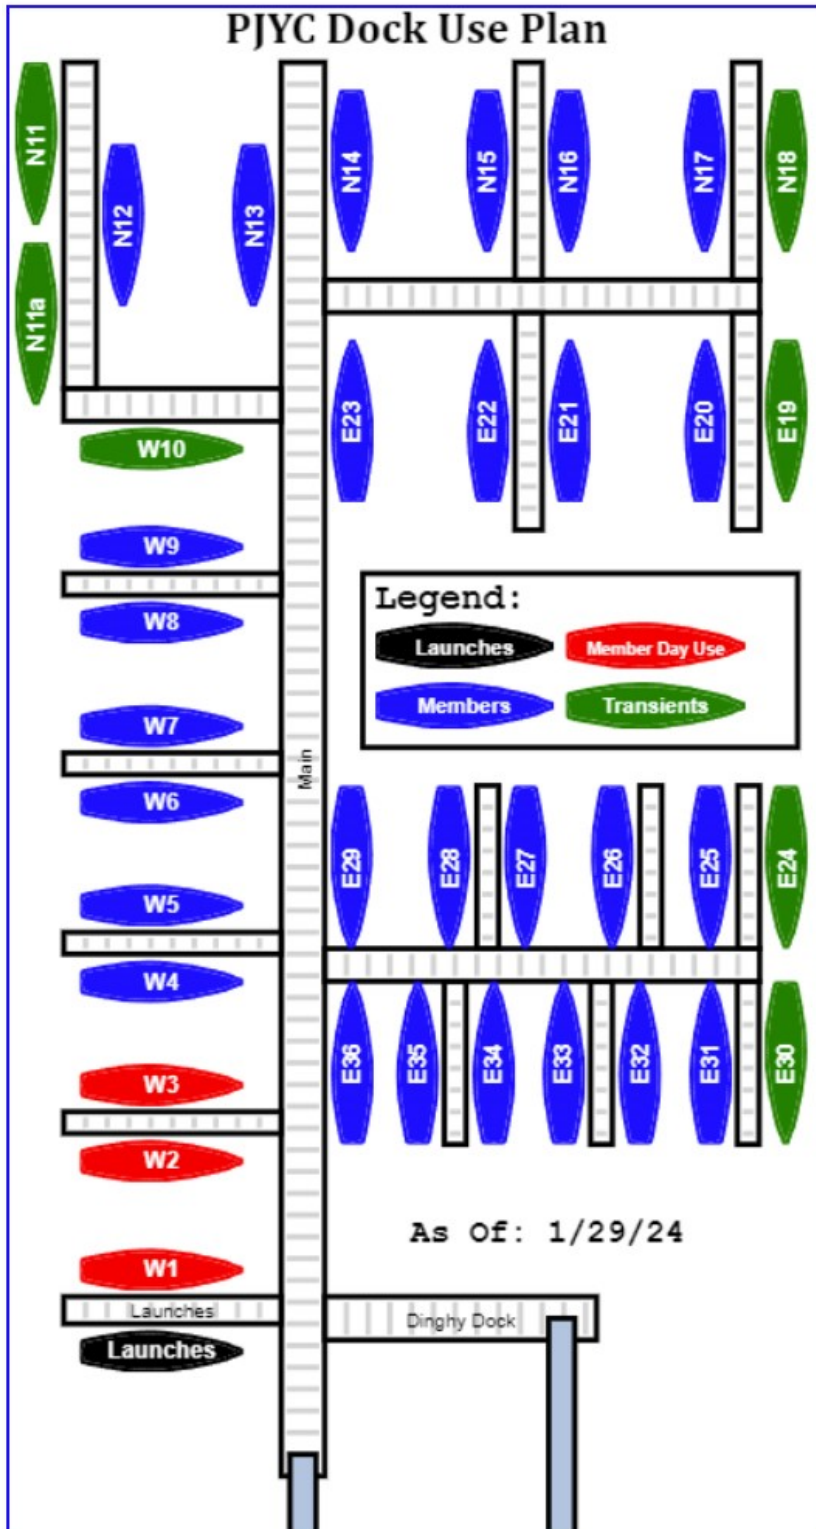 PJYC Dock Use Plan
N11
N11a
N12
N13
N14
N15
N16
N17
N18
E23
E22
E21
E20
E19
W10
W9
W8
W7
W6
W5
W4
W3
W2
W1
Main
Legend:
Launches
Member Day Use
Members
Transients
E29
E28
E27
E26
E25
E24
E36
E35
E34
E33
E32
E31
E30
As Of: 1/29/24
Launches
Dinghy Dock
Launches